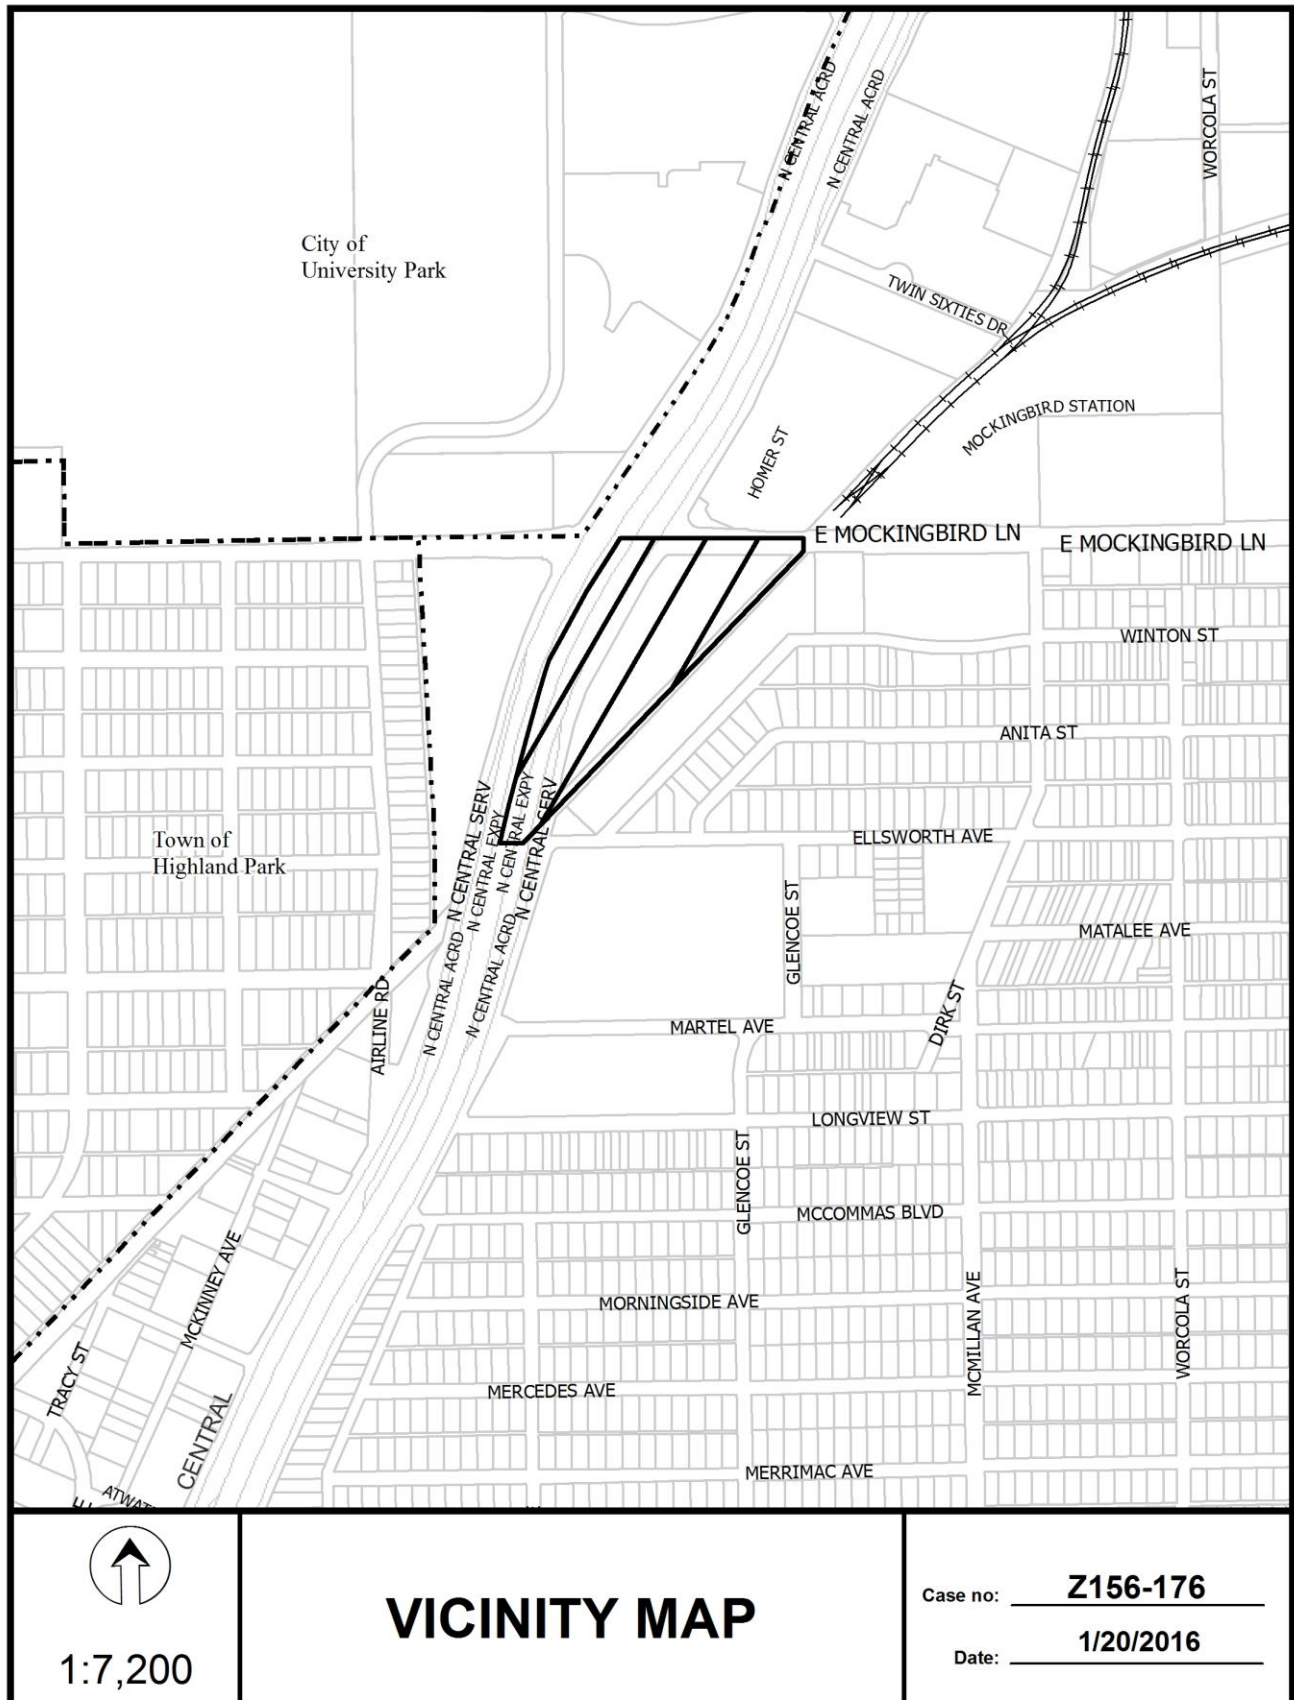 N CENTRAL ACRD
N CENTRAL ACRD
WORCOLA ST
City of
University Park
TWIN SIXTIES DR
MOCKINGBIRD STATION
HOMER ST
E MOCKINGBIRD LN
E MOCKINGBIRD LN
WINTON ST
ANITA ST
Town of
Highland Park
N CENTRAL SERV
N CENTRAL EXPY
N CENTRAL EXPY
N CENTRAL SERV
ELLSWORTH AVE
GLENCOE ST
MATALEE AVE
N CENTRAL ACRD
N CENTRAL ACRD
AIRLINE RD
DIRK ST
MARTEL AVE
LONGVIEW ST
GLENCOE ST
MCCOMMAS BLVD
MCKINNEY AVE
MORNINGSIDE AVE
MCMILLAN AVE
WORCOLA ST
TRACY ST
MERCEDES AVE
CENTRAL
MERRIMAC AVE
1:7,200
VICINITY MAP
Case no: Z156-176
Date: 1/20/2016